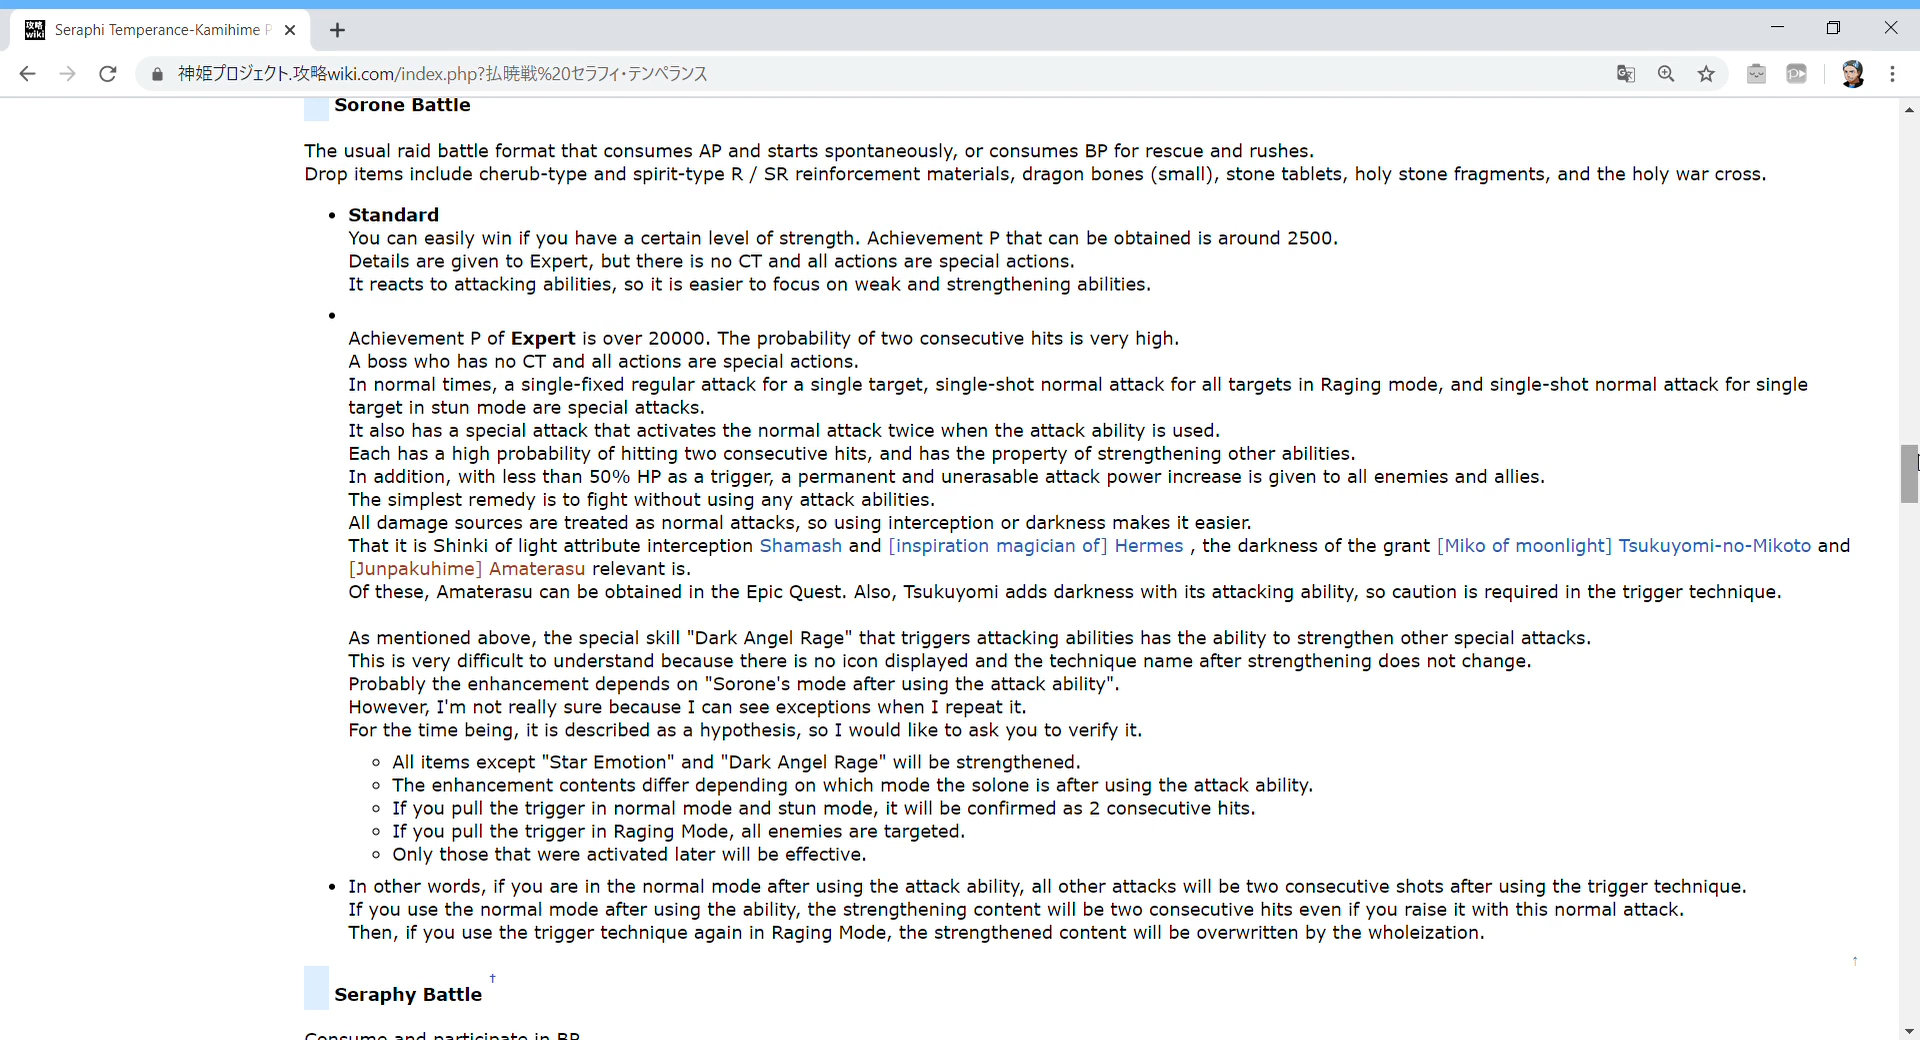 攻略
wiki
Seraphi Temperance-Kamihime P
神姫プロジェクト.攻略wiki.com/index.php?払暁戦%20セラフィ・テンペランス
Sorone Battle
The usual raid battle format that consumes AP and starts spontaneously, or consumes BP for rescue and rushes.
Drop items include cherub-type and spirit-type R / SR reinforcement materials, dragon bones (small), stone tablets, holy stone fragments, and the holy war cross.
• Standard
You can easily win if you have a certain level of strength. Achievement P that can be obtained is around 2500.
Details are given to Expert, but there is no CT and all actions are special actions.
It reacts to attacking abilities, so it is easier to focus on weak and strengthening abilities.
•
Achievement P of Expert is over 20000. The probability of two consecutive hits is very high.
A boss who has no CT and all actions are special actions.
In normal times, a single-fixed regular attack for a single target, single-shot normal attack for all targets in Raging mode, and single-shot normal attack for single
target in stun mode are special attacks.
It also has a special attack that activates the normal attack twice when the attack ability is used.
Each has a high probability of hitting two consecutive hits, and has the property of strengthening other abilities.
In addition, with less than 50% HP as a trigger, a permanent and unerasable attack power increase is given to all enemies and allies.
The simplest remedy is to fight without using any attack abilities.
All damage sources are treated as normal attacks, so using interception or darkness makes it easier.
That it is Shinki of light attribute interception Shamash and [inspiration magician of] Hermes , the darkness of the grant [Miko of moonlight] Tsukuyomi-no-Mikoto and
[Junpakuhime] Amaterasu relevant is.
Of these, Amaterasu can be obtained in the Epic Quest. Also, Tsukuyomi adds darkness with its attacking ability, so caution is required in the trigger technique.
As mentioned above, the special skill "Dark Angel Rage" that triggers attacking abilities has the ability to strengthen other special attacks.
This is very difficult to understand because there is no icon displayed and the technique name after strengthening does not change.
Probably the enhancement depends on "Sorone's mode after using the attack ability".
However, I'm not really sure because I can see exceptions when I repeat it.
For the time being, it is described as a hypothesis, so I would like to ask you to verify it.
◦ All items except "Star Emotion" and "Dark Angel Rage" will be strengthened.
◦ The enhancement contents differ depending on which mode the solone is after using the attack ability.
◦ If you pull the trigger in normal mode and stun mode, it will be confirmed as 2 consecutive hits.
◦ If you pull the trigger in Raging Mode, all enemies are targeted.
◦ Only those that were activated later will be effective.
• In other words, if you are in the normal mode after using the attack ability, all other attacks will be two consecutive shots after using the trigger technique.
If you use the normal mode after using the ability, the strengthening content will be two consecutive hits even if you raise it with this normal attack.
Then, if you use the trigger technique again in Raging Mode, the strengthened content will be overwritten by the wholeization.
↑
Seraphy Battle †
Consume and participate in BP.